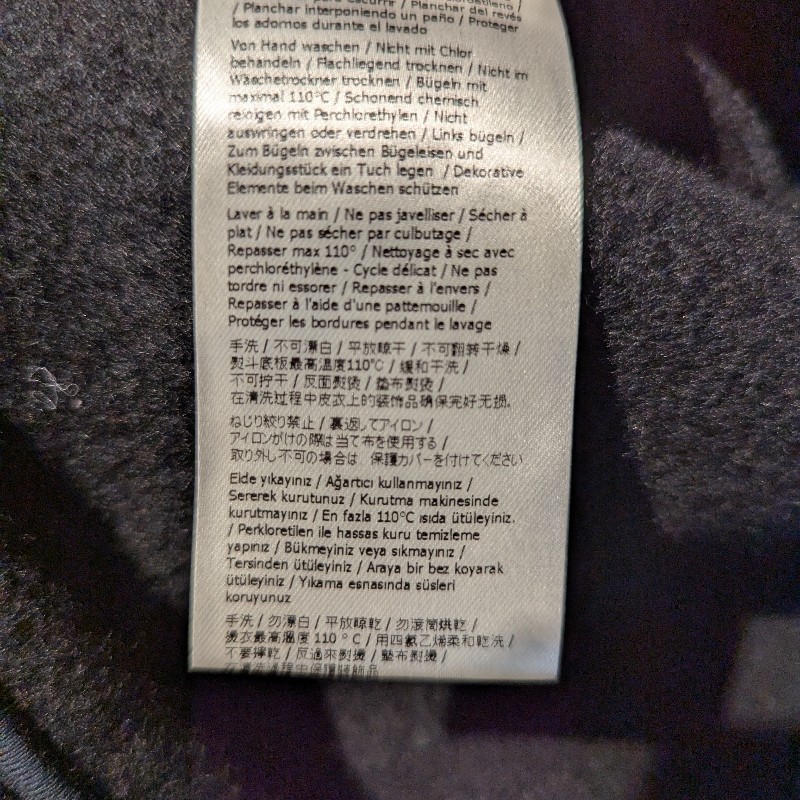 / Planchar del revés
/ Planchar interponiendo un paño / Proteger
los adornos durante el lavado
Von Hand waschen / Nicht mit Chlor
behandeln / Flachliegend trocknen / Nicht im
Wäschetrockner trocknen / Bügeln mit
maximal 110°C / Schonend chemisch
reinigen mit Perchlorethylen / Nicht
auswringen oder verdrehen / Links bügeln /
Zum Bügeln zwischen Bügeleisen und
Kleidungsstück ein Tuch legen / Dekorative
Elemente beim Waschen schützen
Laver à la main / Ne pas javelliser / Sécher à
plat / Ne pas sécher par culbutage /
Repasser max 110° / Nettoyage à sec avec
perchloréthylène - Cycle délicat / Ne pas
tordre ni essorer / Repasser à l'envers /
Repasser à l'aide d'une pattemouille /
Protéger les bordures pendant le lavage
手洗 / 不可漂白 / 平放晾干 / 不可翻转干燥 /
熨斗底板最高温度110°C / 缓和干洗 /
不可拧干 / 反面熨烫 / 垫布熨烫 /
在清洗过程中皮衣上的装饰品确保完好无损.
ねじり絞り禁止 / 裏返してアイロン /
アイロンがけの際は当て布を使用する /
取り外し不可の場合は 保護カバーを付けてください
Elde yıkayınız / Ağartıcı kullanmayınız /
Sererek kurutunuz / Kurutma makinesinde
kurutmayınız / En fazla 110°C ısıda ütüleyiniz.
/ Perkloretilen ile hassas kuru temizleme
yapınız / Bükmeyiniz veya sıkmayınız /
Tersinden ütüleyiniz / Araya bir bez koyarak
ütüleyiniz / Yıkama esnasında süsleri
koruyunuz
手洗 / 勿漂白 / 平放晾乾 / 勿滾筒烘乾 /
燙衣最高溫度 110 ° C / 用四氯乙烯柔和乾洗 /
不要擰乾 / 反過來熨燙 / 墊布熨燙 /
在清洗過程中保護裝飾品